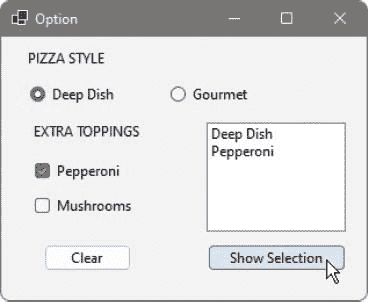 Option
PIZZA STYLE
Deep Dish
Gourmet
EXTRA TOPPINGS
Pepperoni
Mushrooms
Deep Dish
Pepperoni
Clear
Show Selection